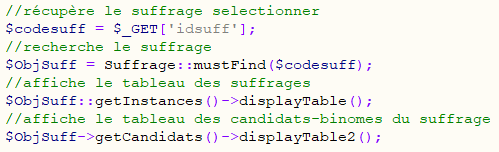 //récupère le suffrage selectionner
$codesuff = $_GET['idsuff'];
//recherche le suffrage
$ObjSuff = Suffrage::mustFind($codesuff);
//affiche le tableau des suffrages
$ObjSuff::getInstances()->displayTable();
//affiche le tableau des candidats-binomes du suffrage
$ObjSuff->getCandidats()->displayTable2();